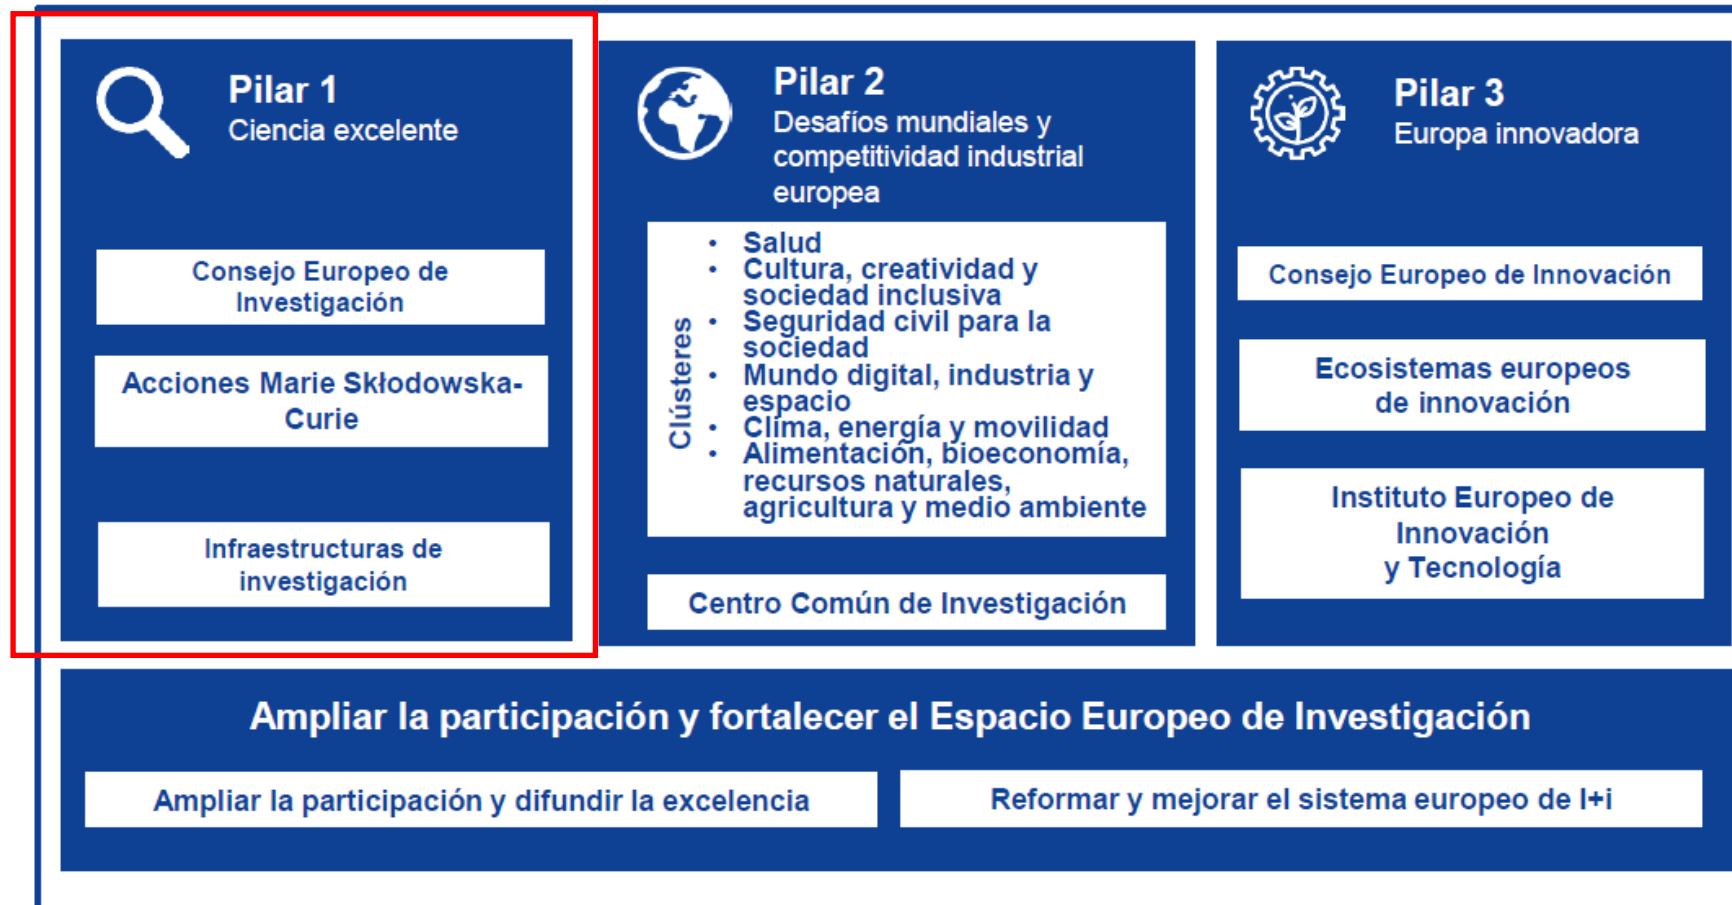 Pilar 1
Ciencia excelente
Consejo Europeo de
Investigación
Acciones Marie Skłodowska-
Curie
Infraestructuras de
investigación
Pilar 2
Desafíos mundiales y
competitividad industrial
europea
Clústeres
• Salud
• Cultura, creatividad y
sociedad inclusiva
• Seguridad civil para la
sociedad
• Mundo digital, industria y
espacio
• Clima, energía y movilidad
• Alimentación, bioeconomía,
recursos naturales,
agricultura y medio ambiente
Centro Común de Investigación
Pilar 3
Europa innovadora
Consejo Europeo de Innovación
Ecosistemas europeos
de innovación
Instituto Europeo de
Innovación
y Tecnología
Ampliar la participación y fortalecer el Espacio Europeo de Investigación
Ampliar la participación y difundir la excelencia
Reformar y mejorar el sistema europeo de I+i